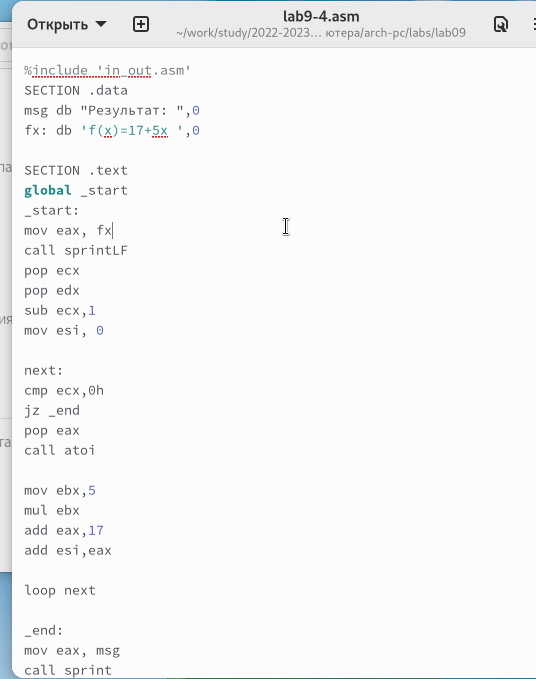 Открыть
lab9-4.asm
~/work/study/2022-2023... ютера/arch-pc/labs/lab09
%include 'in_out.asm'
SECTION .data
msg db "Результат: ",0
fx: db 'f(x)=17+5x ',0
SECTION .text
global _start
_start:
mov eax, fx
call sprintLF
pop ecx
pop edx
sub ecx,1
mov esi, 0
next:
cmp ecx,0h
jz _end
pop eax
call atoi
mov ebx,5
mul ebx
add eax,17
add esi,eax
loop next
_end:
mov eax, msg
call sprint